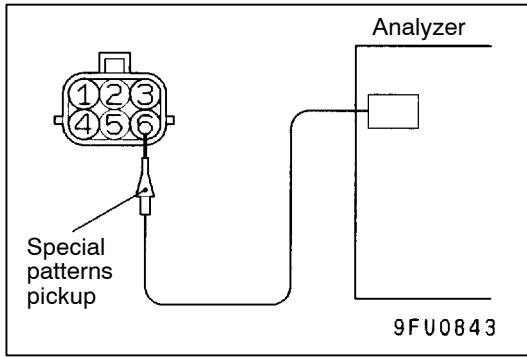 Analyzer
1 2 3
4 5 6
Special
patterns
pickup
9FU0843